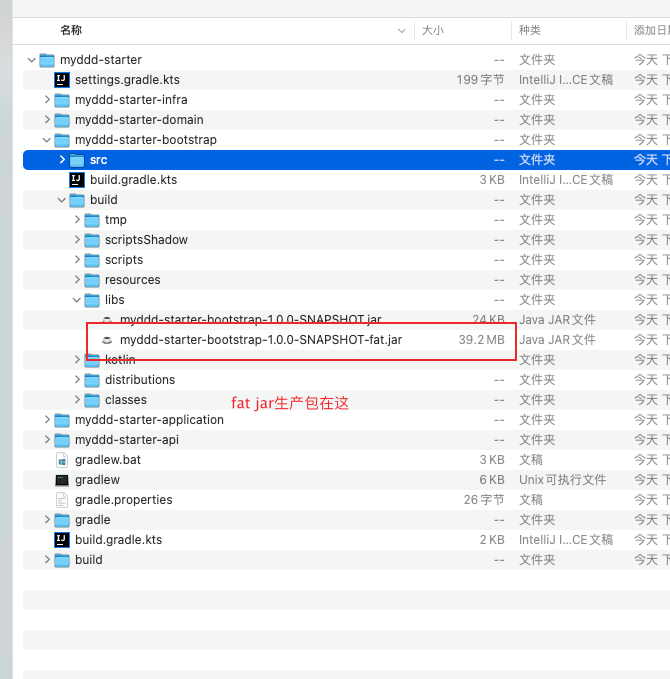 名称 大小 种类 添加日
myddd-starter -- 文件夹 今天 下
settings.gradle.kts 199 字节 IntelliJ I...CE文稿 今天 下
myddd-starter-infra -- 文件夹 今天 下
myddd-starter-domain -- 文件夹 今天 下
myddd-starter-bootstrap -- 文件夹 今天 下
src -- 文件夹 今天 下
build.gradle.kts 3 KB IntelliJ I...CE文稿 今天 下
build -- 文件夹 今天 下
tmp -- 文件夹 今天 下
scriptsShadow -- 文件夹 今天 下
scripts -- 文件夹 今天 下
resources -- 文件夹 今天 下
libs -- 文件夹 今天 下
myddd-starter-bootstrap-1.0.0-SNAPSHOT.jar 24 KB Java JAR文件 今天 下
myddd-starter-bootstrap-1.0.0-SNAPSHOT-fat.jar 39.2 MB Java JAR文件 今天 下
kotlin -- 文件夹 今天 下
distributions -- 文件夹 今天 下
classes -- 文件夹 今天 下
fat jar生产包在这
myddd-starter-application -- 文件夹 今天 下
myddd-starter-api -- 文件夹 今天 下
gradlew.bat 3 KB 文稿 今天 下
gradlew 6 KB Unix可执行文件 今天 下
gradle.properties 26 字节 文稿 今天 下
gradle -- 文件夹 今天 下
build.gradle.kts 2 KB IntelliJ I...CE文稿 今天 下
build -- 文件夹 今天 下